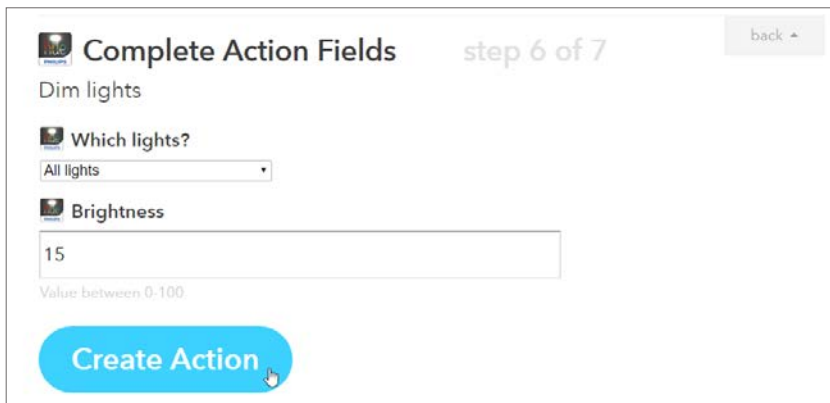 Complete Action Fields step 6 of 7 back
Dim lights
Which lights?
All lights
Brightness
15
Value between 0-100
Create Action